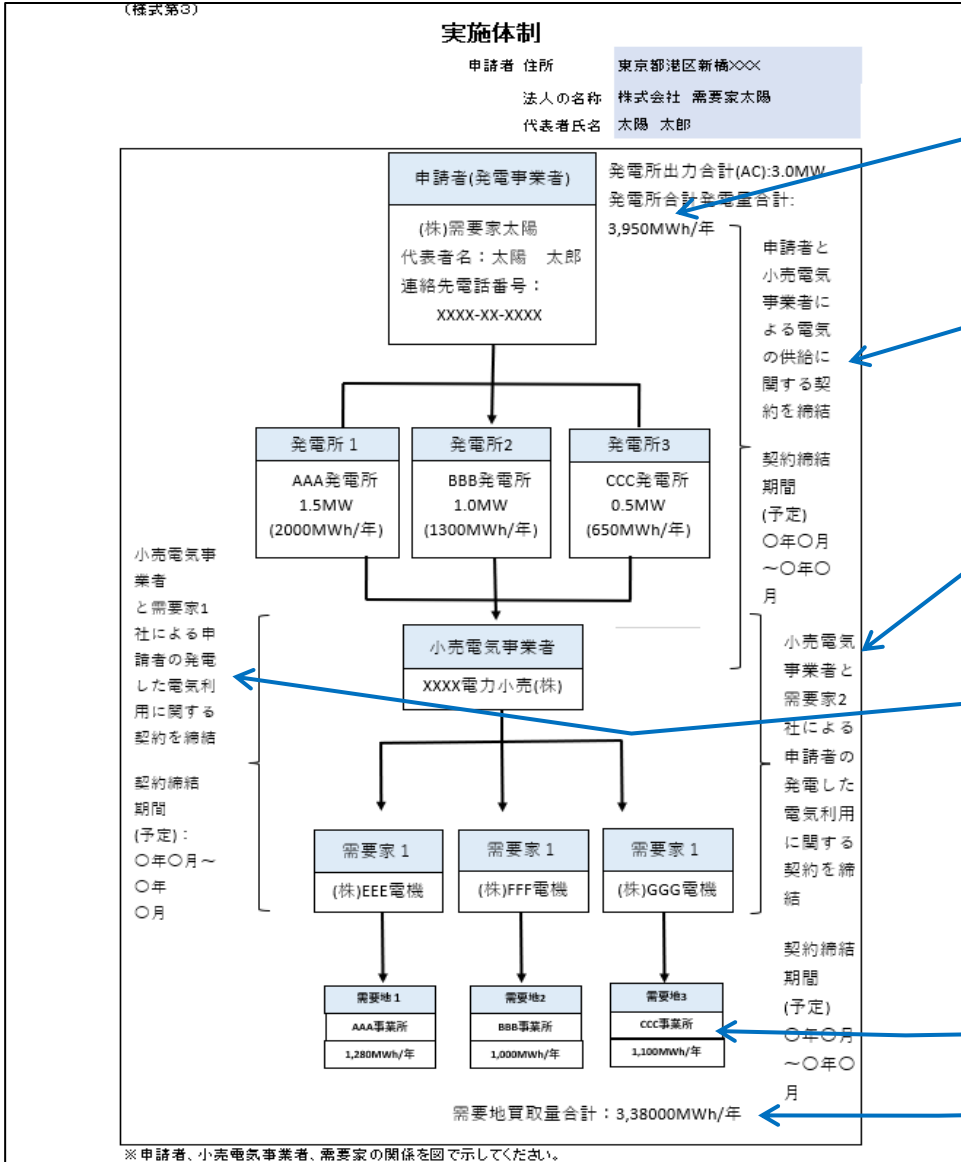 (様式第3)
実施体制
申請者 住所 東京都港区新橋×××
法人の名称 株式会社 需要家太陽
代表者氏名 太陽 太郎
申請者(発電事業者)
(株)需要家太陽
代表者名：太陽 太郎
連絡先電話番号：
XXXX-XX-XXXX
発電所出力合計(AC):3.0MW
発電所合計発電量合計:
3,950MWh/年
申請者と
小売電気
事業者に
よる電気
の供給に
関する契
約を締結
契約締結
期間
(予定)
〇年〇月
～〇年〇
月
発電所1
AAA発電所
1.5MW
(2000MWh/年)
発電所2
BBB発電所
1.0MW
(1300MWh/年)
発電所3
CCC発電所
0.5MW
(650MWh/年)
小売電気事
業者
と需要家1
社による申
請者の発電
した電気利
用に関する
契約を締結
契約締結
期間
(予定)：
〇年〇月～
〇年
〇月
小売電気事業者
XXXX電力小売(株)
小売電気
事業者と
需要家2
社による
申請者の
発電した
電気利用
に関する
契約を締
結
契約締結
期間
(予定)
〇年〇月
～〇年〇
月
需要家1
(株)EEE電機
需要家1
(株)FFF電機
需要家1
(株)GGG電機
需要地1
AAA事業所
1,280MWh/年
需要地2
BBB事業所
1,000MWh/年
需要地3
CCC事業所
1,100MWh/年
需要地買取量合計：3,38000MWh/年
※申請者、小売電気事業者、需要家の関係を図で示してください。